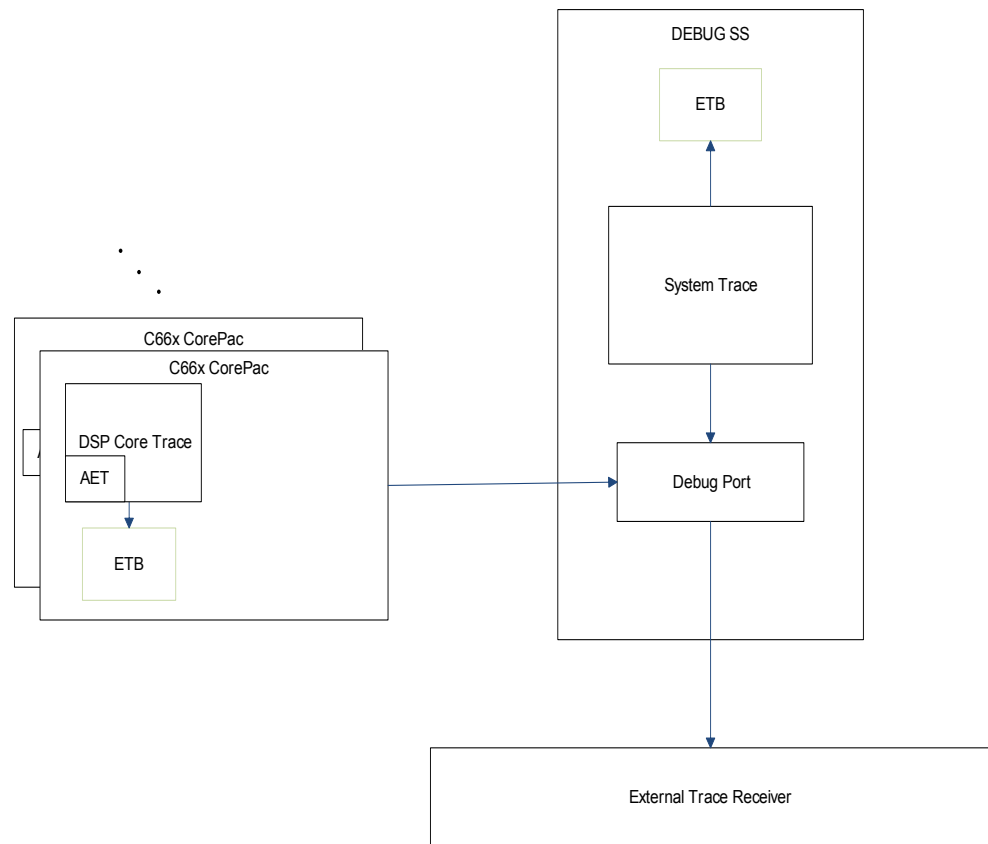 DEBUG SS
ETB
System Trace
C66x CorePac
C66x CorePac
DSP Core Trace
AET
Debug Port
ETB
External Trace Receiver